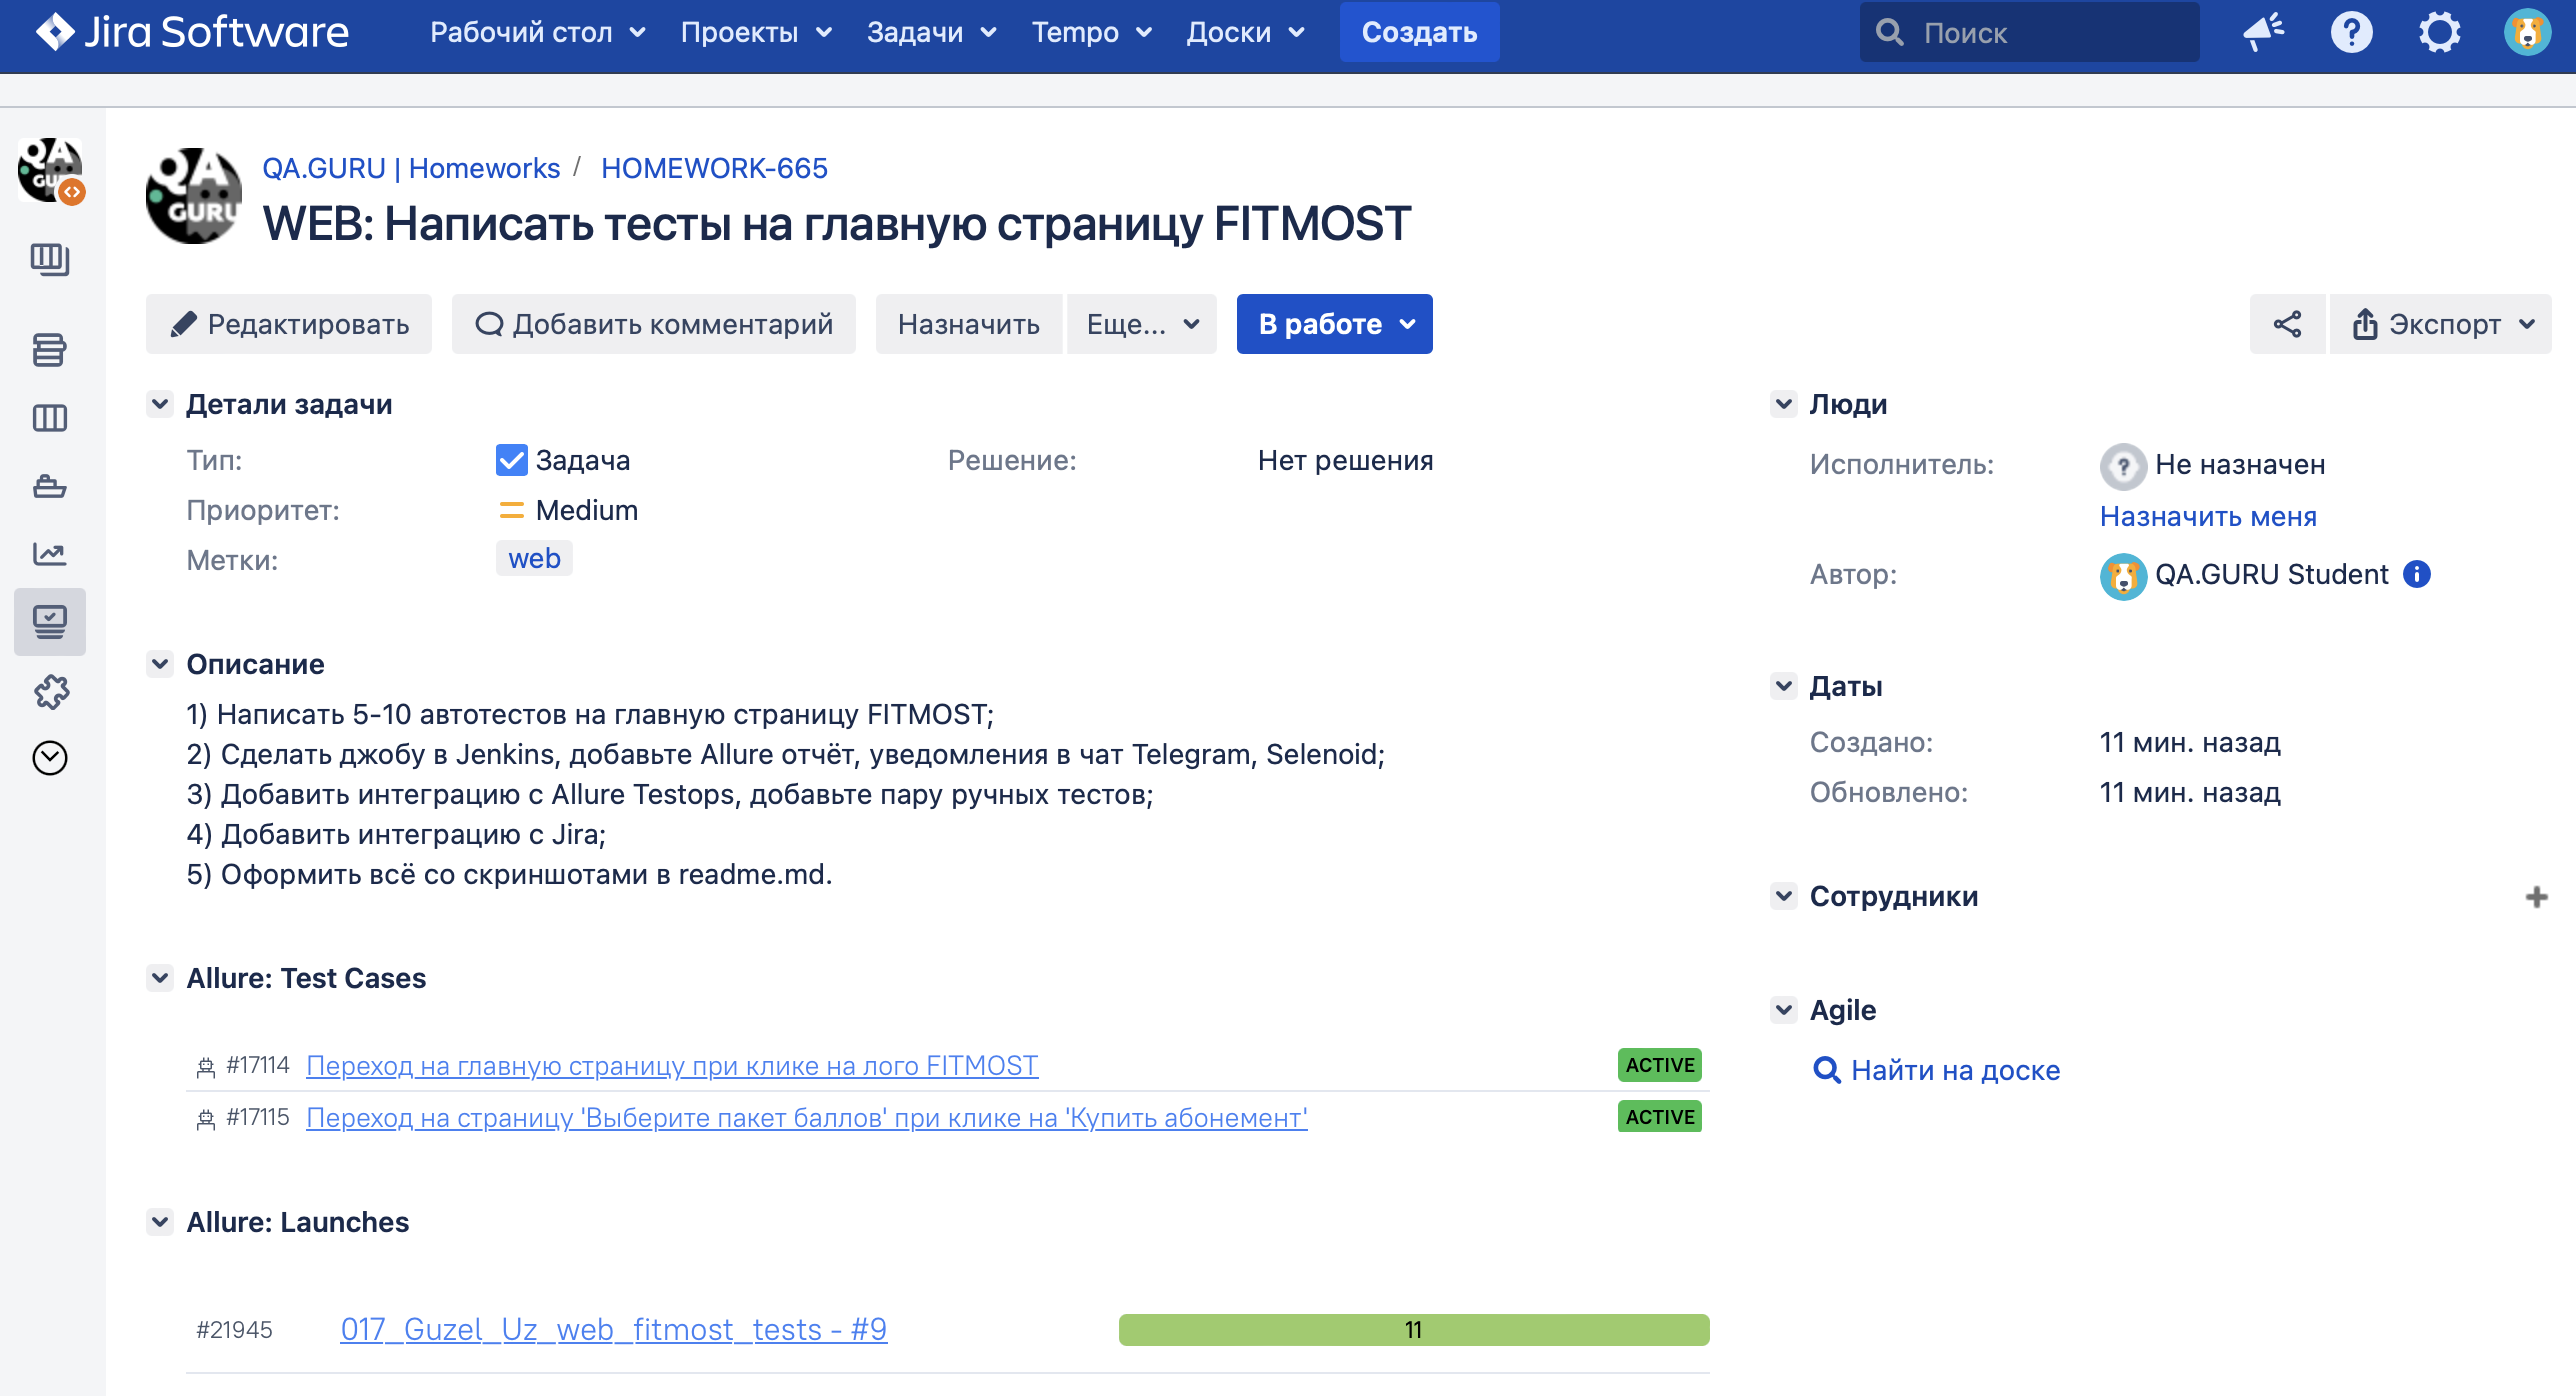 Jira Software
Рабочий стол
Проекты
Задачи
Tempo
Доски
Создать
Поиск
QA.GURU | Homeworks / HOMEWORK-665
WEB: Написать тесты на главную страницу FITMOST
Редактировать
Добавить комментарий
Назначить
Еще...
В работе
Экспорт
Детали задачи
Тип: Задача
Решение: Нет решения
Приоритет: Medium
Метки: web
Описание
1) Написать 5-10 автотестов на главную страницу FITMOST;
2) Сделать джобу в Jenkins, добавьте Allure отчёт, уведомления в чат Telegram, Selenoid;
3) Добавить интеграцию с Allure Testops, добавьте пару ручных тестов;
4) Добавить интеграцию с Jira;
5) Оформить всё со скриншотами в readme.md.
Allure: Test Cases
#17114 Переход на главную страницу при клике на лого FITMOST ACTIVE
#17115 Переход на страницу 'Выберите пакет баллов' при клике на 'Купить абонемент' ACTIVE
Allure: Launches
#21945 017_Guzel_Uz_web_fitmost_tests - #9 11
Люди
Исполнитель: Не назначен
Назначить меня
Автор: QA.GURU Student
Даты
Создано: 11 мин. назад
Обновлено: 11 мин. назад
Сотрудники
Agile
Найти на доске
QA
GURU
QA
GU